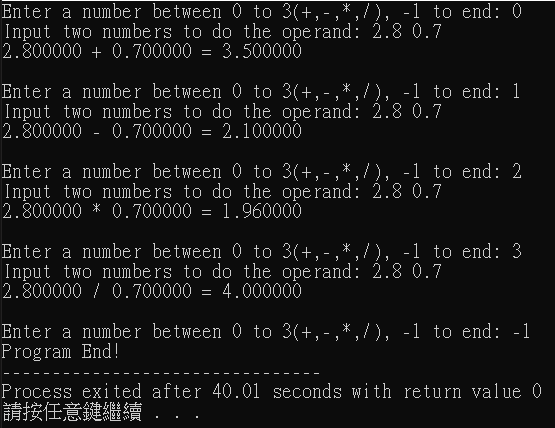 Enter a number between 0 to 3(+,-,*,/), -1 to end: 0
Input two numbers to do the operand: 2.8 0.7
2.800000 + 0.700000 = 3.500000
Enter a number between 0 to 3(+,-,*,/), -1 to end: 1
Input two numbers to do the operand: 2.8 0.7
2.800000 - 0.700000 = 2.100000
Enter a number between 0 to 3(+,-,*,/), -1 to end: 2
Input two numbers to do the operand: 2.8 0.7
2.800000 * 0.700000 = 1.960000
Enter a number between 0 to 3(+,-,*,/), -1 to end: 3
Input two numbers to do the operand: 2.8 0.7
2.800000 / 0.700000 = 4.000000
Enter a number between 0 to 3(+,-,*,/), -1 to end: -1
Program End!
--------------------------------
Process exited after 40.01 seconds with return value 0
請按任意鍵繼續 . . .